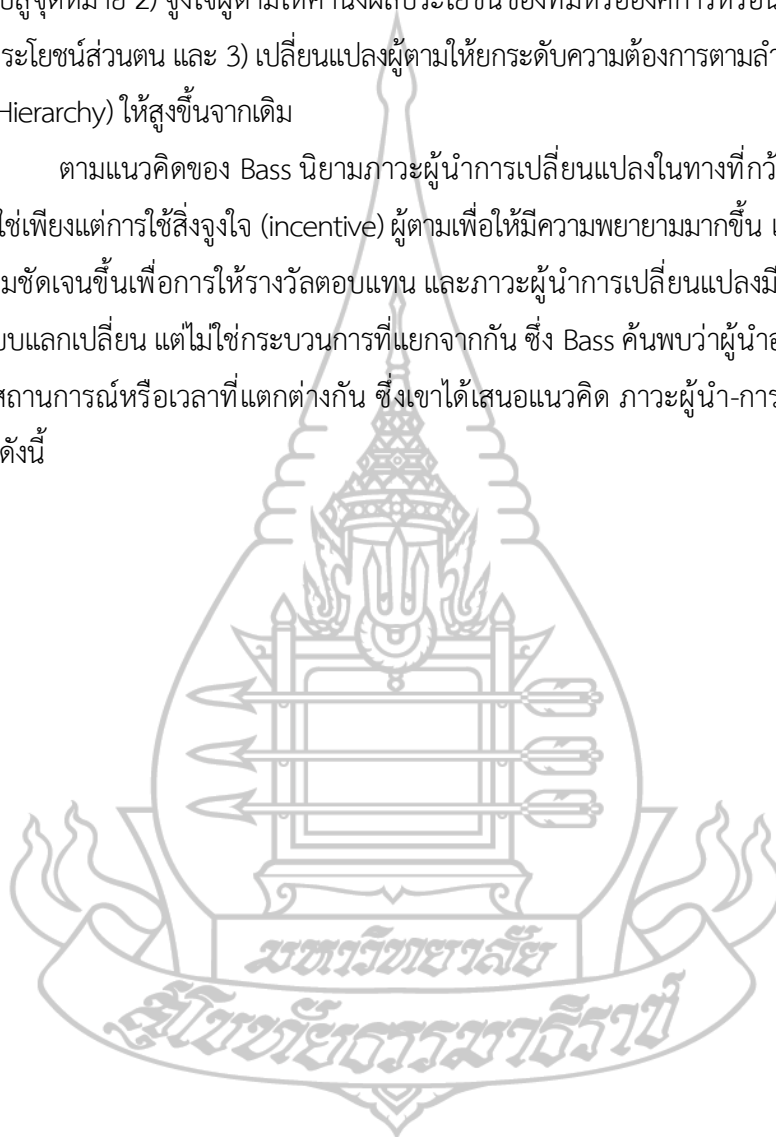 2) จูงใจผู้ตามให้คำนึงผลประโยชน์ของทีมหรือองค์การหรือน
ระโยชน์ส่วนตน และ 3) เปลี่ยนแปลงผู้ตามให้ยกระดับความต้องการตามลำ
Hierarchy) ให้สูงขึ้นจากเดิม
ตามแนวคิดของ Bass นิยามภาวะผู้นำการเปลี่ยนแปลงในทางที่กว้
ใช่เพียงแต่การใช้สิ่งจูงใจ (incentive) ผู้ตามเพื่อให้มีความพยายามมากขึ้น
มชัดเจนขึ้นเพื่อการให้รางวัลตอบแทน และภาวะผู้นำการเปลี่ยนแปลงมี
บบแลกเปลี่ยน แต่ไม่ใช่กระบวนการที่แยกจากกัน ซึ่ง Bass ค้นพบว่าผู้นำอ
สถานการณ์หรือเวลาที่แตกต่างกัน ซึ่งเขาได้เสนอแนวคิด ภาวะผู้นำ-การ
ดังนี้
มหาวิทยาลัย
สุโขทัยธรรมาธิราช